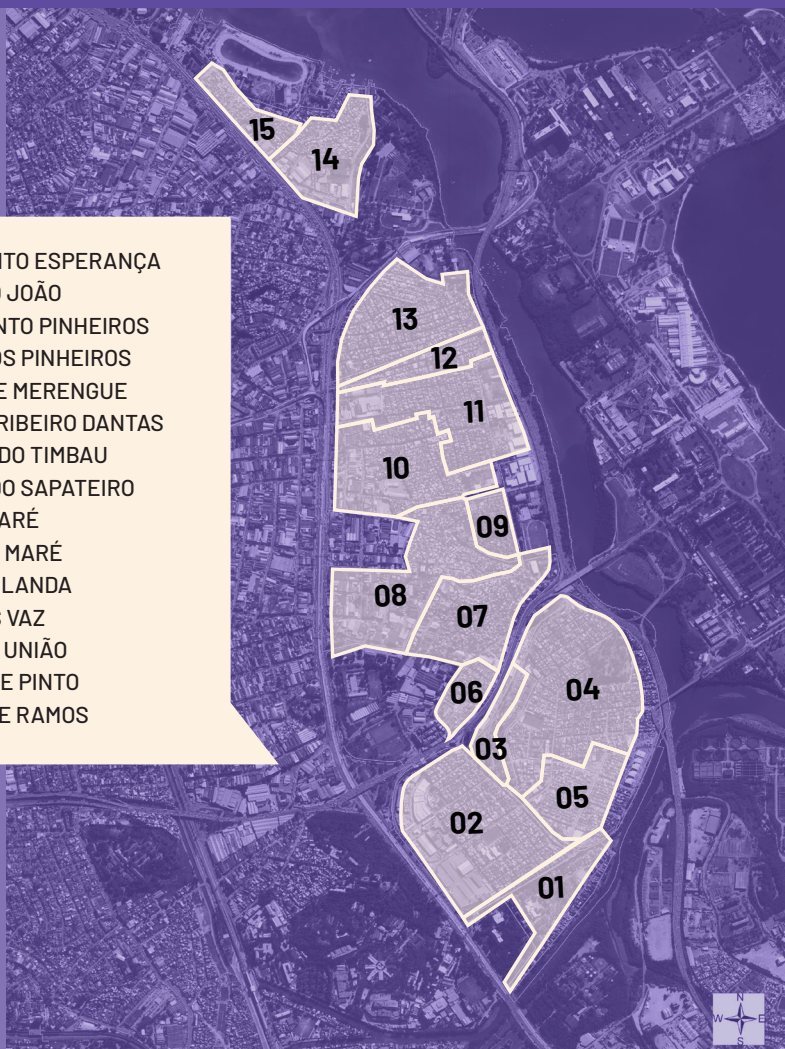 NTO ESPERANÇA
O JOÃO
NTO PINHEIROS
OS PINHEIROS
E MERENGUE
RIBEIRO DANTAS
DO TIMBAU
DO SAPATEIRO
ARÉ
MARÉ
LANDA
S VAZ
UNIÃO
E PINTO
E RAMOS
15
14
13
12
11
10
09
08
07
06
04
03
05
02
01
N
W E
S